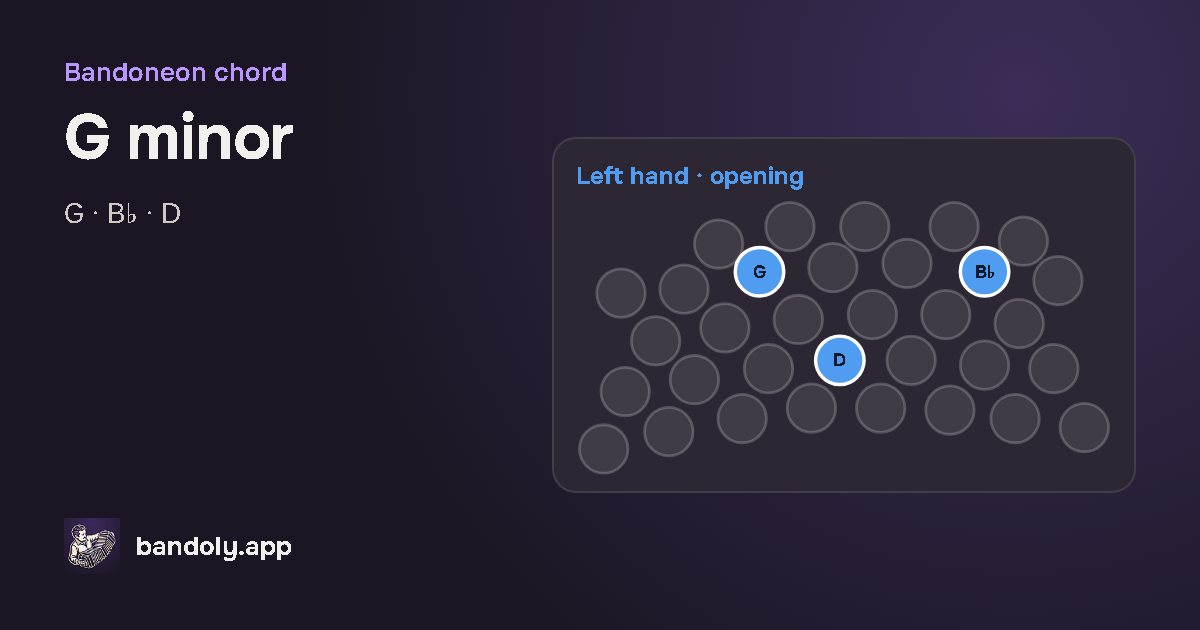 Bandoneon chord
G minor
G · B♭ · D
Left hand · opening
G
B♭
D
bandoly.app